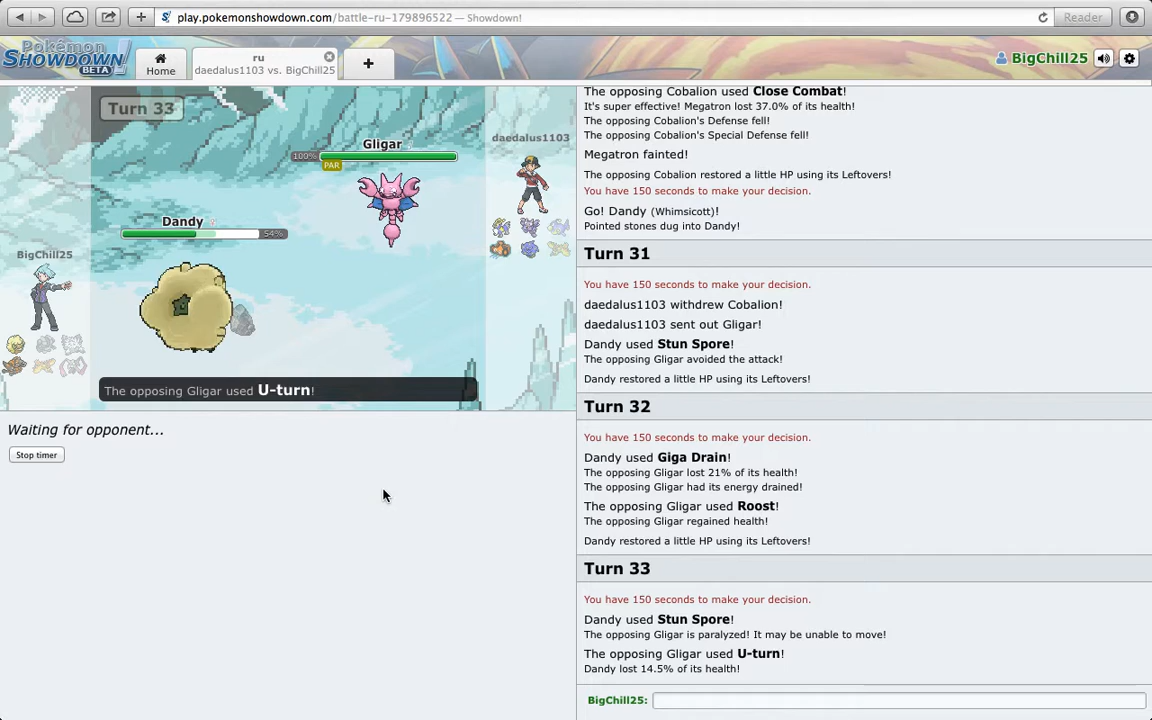 play.pokemonshowdown.com/battle-ru-179896522 — Showdown!
Reader
Pokémon
SHOWDOWN!
BETA
Home
ru
daedalus1103 vs. BigChill25
BigChill25
Turn 33
Gligar
100%
PAR
daedalus1103
Dandy
54%
BigChill25
The opposing Gligar used U-turn!
Waiting for opponent...
Stop timer
The opposing Cobalion used Close Combat!
It's super effective! Megatron lost 37.0% of its health!
The opposing Cobalion's Defense fell!
The opposing Cobalion's Special Defense fell!
Megatron fainted!
The opposing Cobalion restored a little HP using its Leftovers!
You have 150 seconds to make your decision.
Go! Dandy (Whimsicott)!
Pointed stones dug into Dandy!
Turn 31
You have 150 seconds to make your decision.
daedalus1103 withdrew Cobalion!
daedalus1103 sent out Gligar!
Dandy used Stun Spore!
The opposing Gligar avoided the attack!
Dandy restored a little HP using its Leftovers!
Turn 32
You have 150 seconds to make your decision.
Dandy used Giga Drain!
The opposing Gligar lost 21% of its health!
The opposing Gligar had its energy drained!
The opposing Gligar used Roost!
The opposing Gligar regained health!
Dandy restored a little HP using its Leftovers!
Turn 33
You have 150 seconds to make your decision.
Dandy used Stun Spore!
The opposing Gligar is paralyzed! It may be unable to move!
The opposing Gligar used U-turn!
Dandy lost 14.5% of its health!
BigChill25: